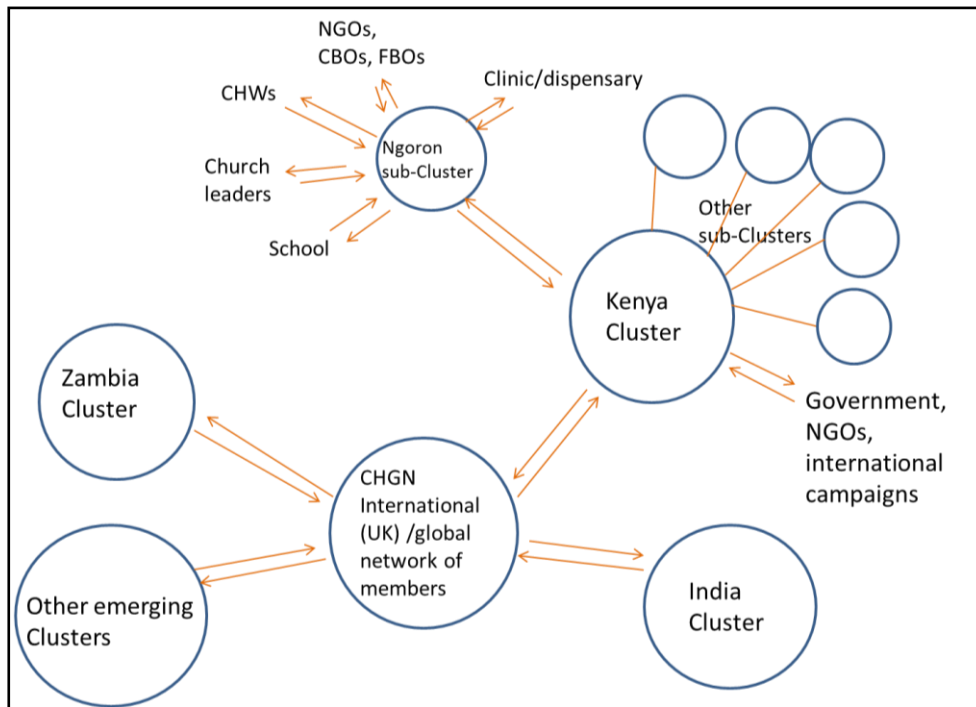 NGOs,
CBOs, FBOs
Clinic/dispensary
CHWs
Ngoron
sub-Cluster
Church
leaders
School
Other
sub-Clusters
Kenya
Cluster
Zambia
Cluster
Government,
NGOs,
international
campaigns
CHGN
International
(UK) /global
network of
members
Other emerging
Clusters
India
Cluster